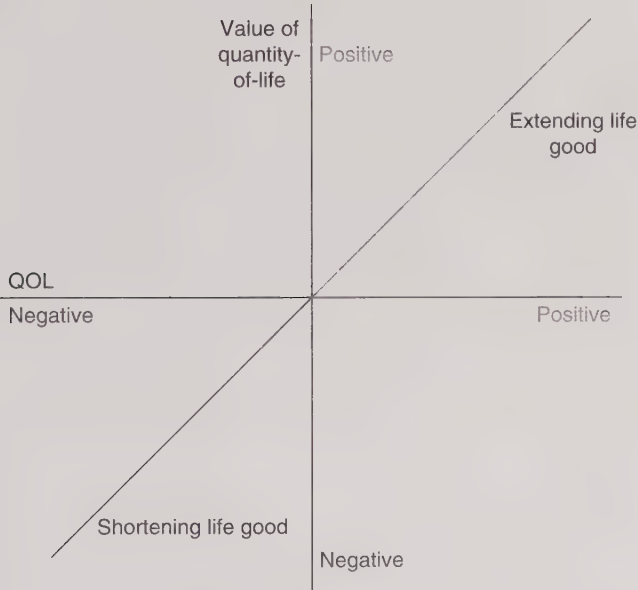 Value of
quantity-
of-life
Positive
Extending life
good
QOL
Negative
Positive
Shortening life good
Negative